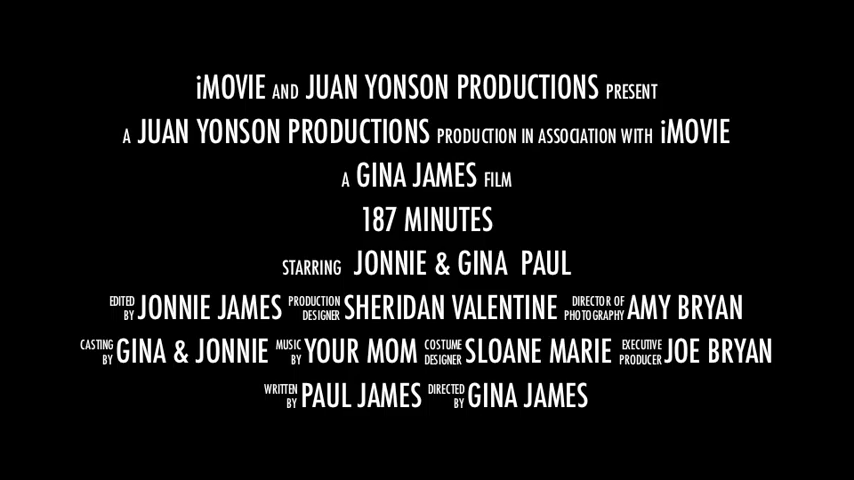 iMOVIE AND JUAN YONSON PRODUCTIONS PRESENT
A JUAN YONSON PRODUCTIONS PRODUCTION IN ASSOCIATION WITH iMOVIE
A GINA JAMES FILM
187 MINUTES
STARRING JONNIE & GINA PAUL
EDITED BY JONNIE JAMES PRODUCTION DESIGNER SHERIDAN VALENTINE DIRECTOR OF PHOTOGRAPHY AMY BRYAN
CASTING BY GINA & JONNIE MUSIC BY YOUR MOM COSTUME DESIGNER SLOANE MARIE EXECUTIVE PRODUCER JOE BRYAN
WRITTEN BY PAUL JAMES DIRECTED BY GINA JAMES